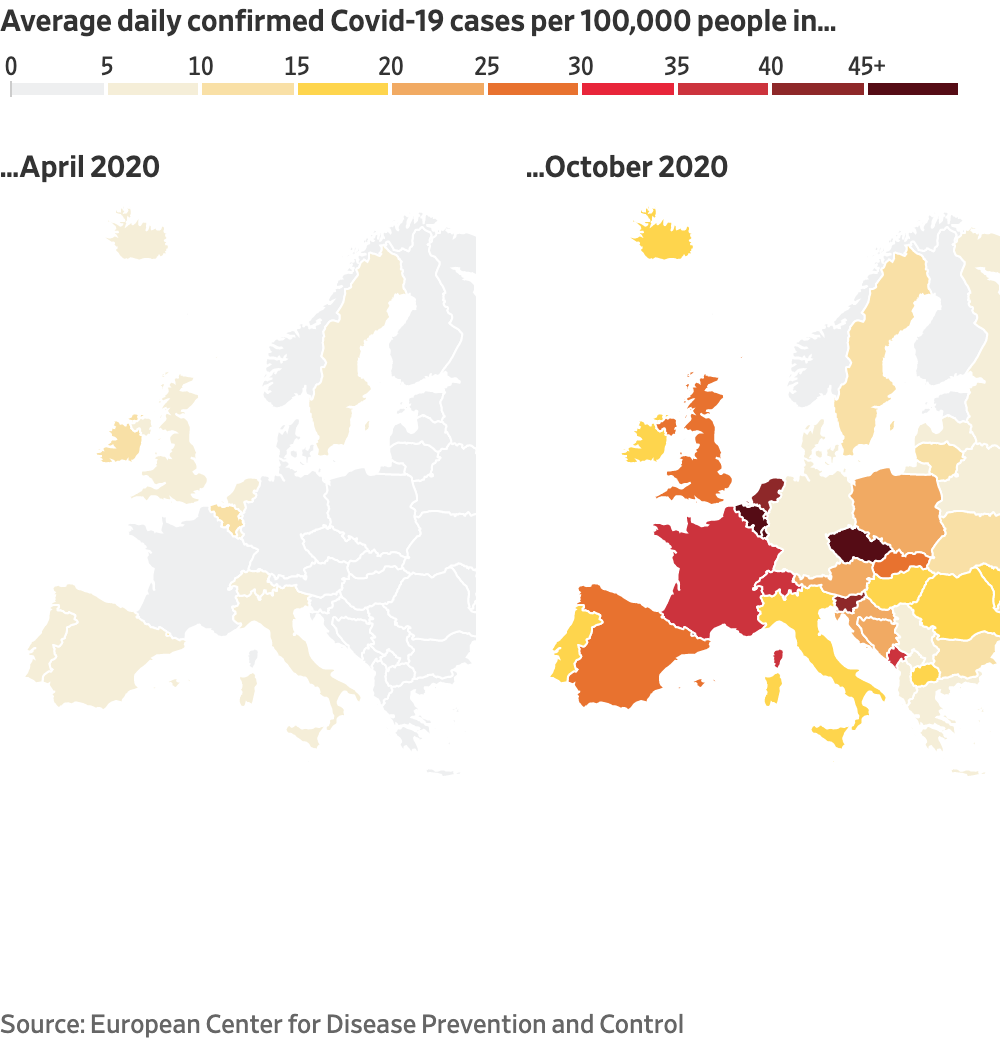 Average daily confirmed Covid-19 cases per 100,000 people in...
0 5 10 15 20 25 30 35 40 45+
...April 2020
...October 2020
Source: European Center for Disease Prevention and Control